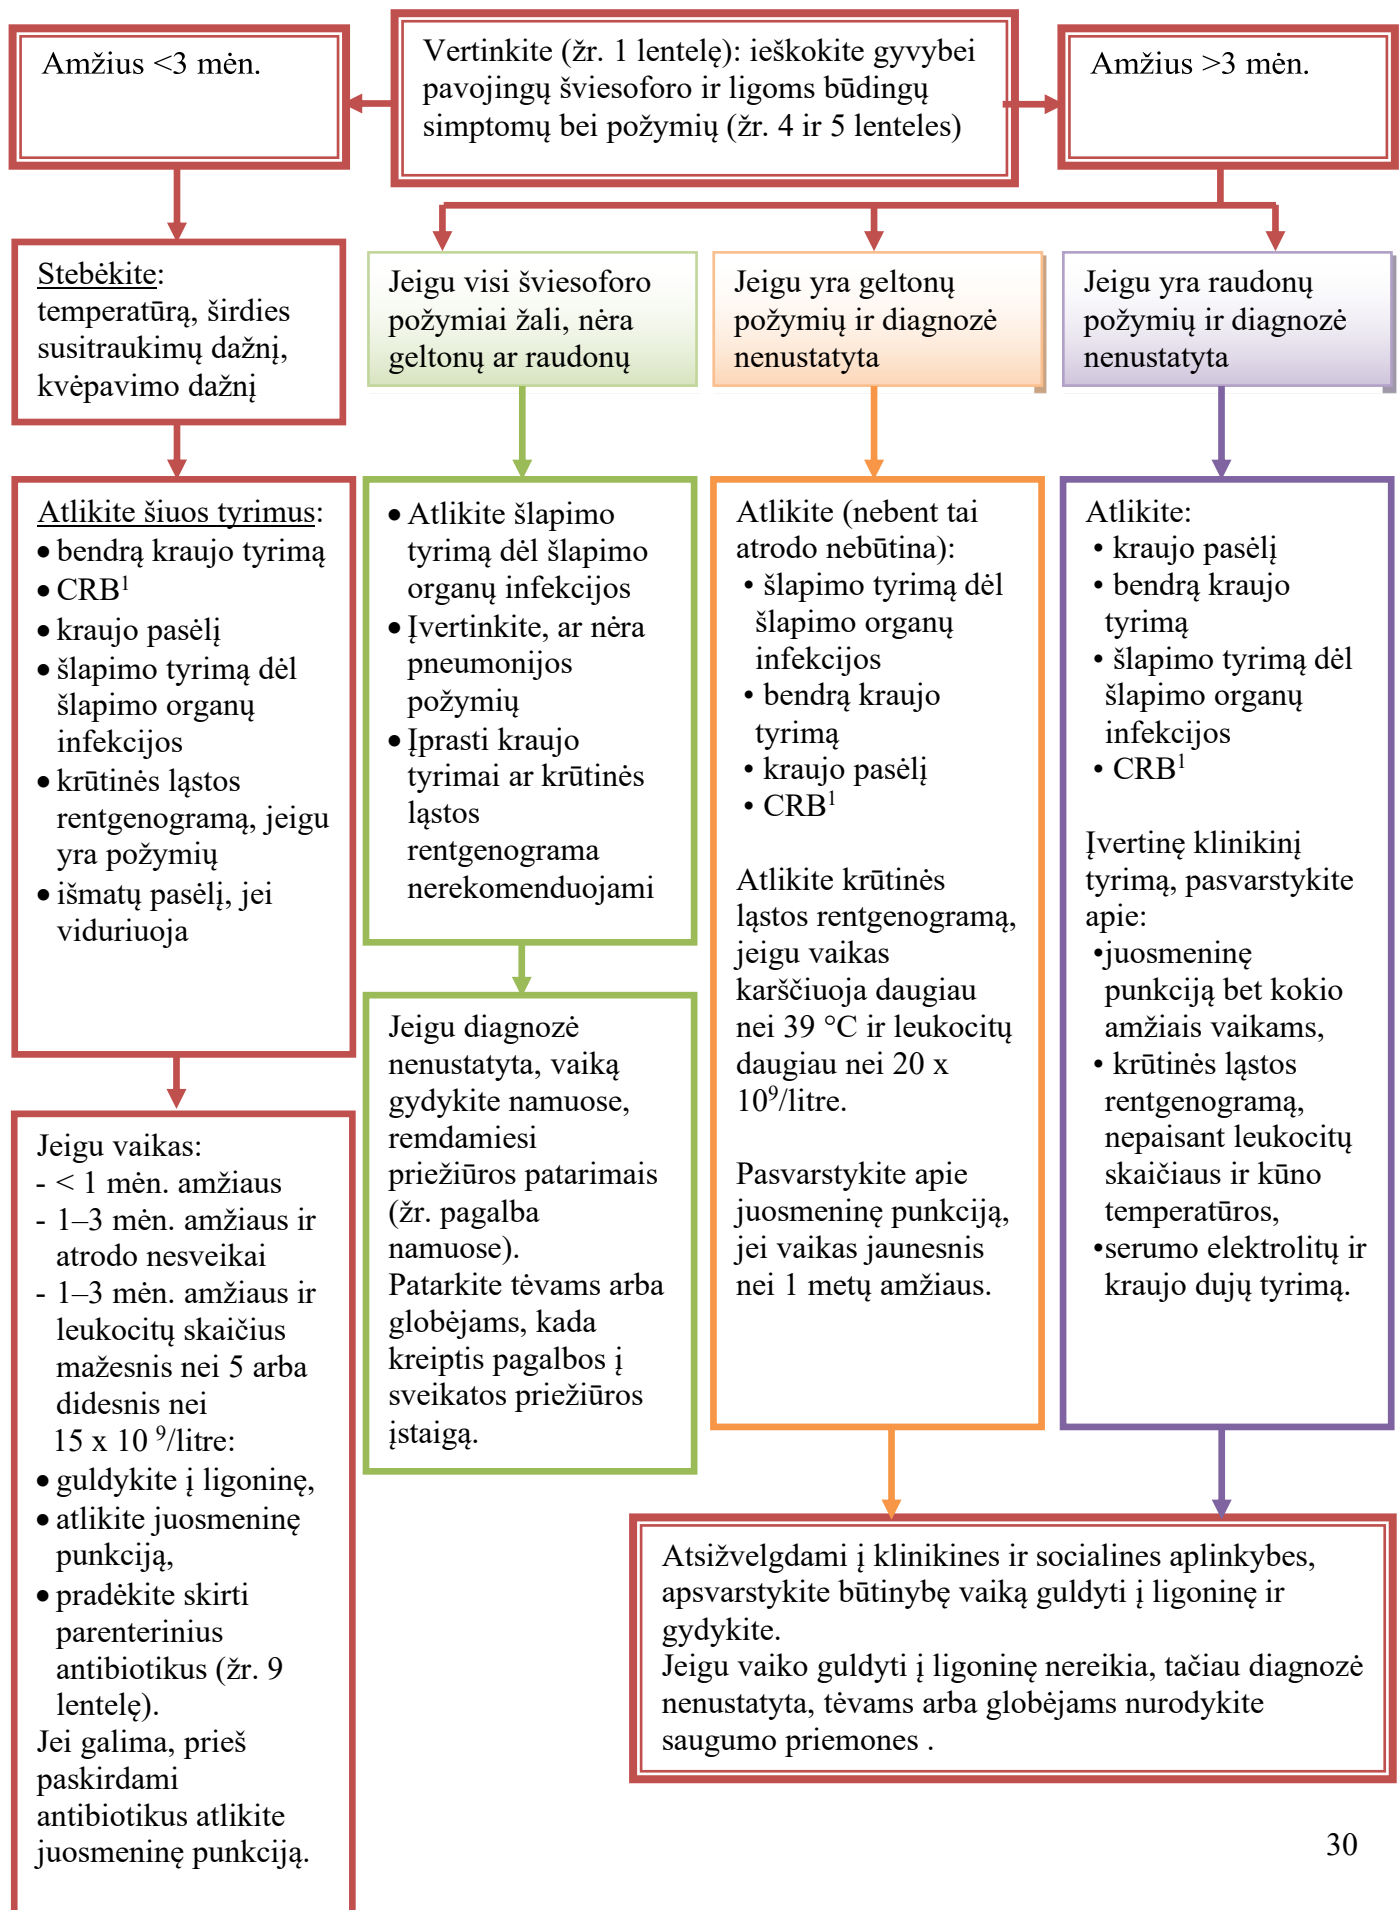 Amžius <3 mėn.
Vertinkite (žr. 1 lentelę): ieškokite gyvybei
pavojingų šviesoforo ir ligoms būdingų
simptomų bei požymių (žr. 4 ir 5 lenteles)
Amžius >3 mėn.
Stebėkite:
temperatūrą, širdies
susitraukimų dažnį,
kvėpavimo dažnį
Atlikite šiuos tyrimus:
• bendrą kraujo tyrimą
• CRB¹
• kraujo pasėlį
• šlapimo tyrimą dėl
šlapimo organų
infekcijos
• krūtinės ląstos
rentgenogramą, jeigu
yra požymių
• išmatų pasėlį, jei
viduriuoja
Jeigu vaikas:
- < 1 mėn. amžiaus
- 1–3 mėn. amžiaus ir
atrodo nesveikai
- 1–3 mėn. amžiaus ir
leukocitų skaičius
mažesnis nei 5 arba
didesnis nei
15 x 10 ⁹/litre:
• guldykite į ligoninę,
• atlikite juosmeninę
punkciją,
• pradėkite skirti
parenterinius
antibiotikus (žr. 9
lentelę).
Jei galima, prieš
paskirdami
antibiotikus atlikite
juosmeninę punkciją.
Jeigu visi šviesoforo
požymiai žali, nėra
geltonų ar raudonų
• Atlikite šlapimo
tyrimą dėl šlapimo
organų infekcijos
• Įvertinkite, ar nėra
pneumonijos
požymių
• Įprasti kraujo
tyrimai ar krūtinės
ląstos
rentgenograma
nerekomenduojami
Jeigu diagnozė
nenustatyta, vaiką
gydykite namuose,
remdamiesi
priežiūros patarimais
(žr. pagalba
namuose).
Patarkite tėvams arba
globėjams, kada
kreiptis pagalbos į
sveikatos priežiūros
įstaigą.
Jeigu yra geltonų
požymių ir diagnozė
nenustatyta
Atlikite (nebent tai
atrodo nebūtina):
• šlapimo tyrimą dėl
šlapimo organų
infekcijos
• bendrą kraujo
tyrimą
• kraujo pasėlį
• CRB¹
Atlikite krūtinės
ląstos rentgenogramą,
jeigu vaikas
karščiuoja daugiau
nei 39 °C ir leukocitų
daugiau nei 20 x
10⁹/litre.
Pasvarstykite apie
juosmeninę punkciją,
jei vaikas jaunesnis
nei 1 metų amžiaus.
Jeigu yra raudonų
požymių ir diagnozė
nenustatyta
Atlikite:
• kraujo pasėlį
• bendrą kraujo
tyrimą
• šlapimo tyrimą dėl
šlapimo organų
infekcijos
• CRB¹
Įvertinę klinikinį
tyrimą, pasvarstykite
apie:
•juosmeninę
punkciją bet kokio
amžiais vaikams,
• krūtinės ląstos
rentgenogramą,
nepaisant leukocitų
skaičiaus ir kūno
temperatūros,
•serumo elektrolitų ir
kraujo dujų tyrimą.
Atsižvelgdami į klinikines ir socialines aplinkybes,
apsvarstykite būtinybę vaiką guldyti į ligoninę ir
gydykite.
Jeigu vaiko guldyti į ligoninę nereikia, tačiau diagnozė
nenustatyta, tėvams arba globėjams nurodykite
saugumo priemones .
30